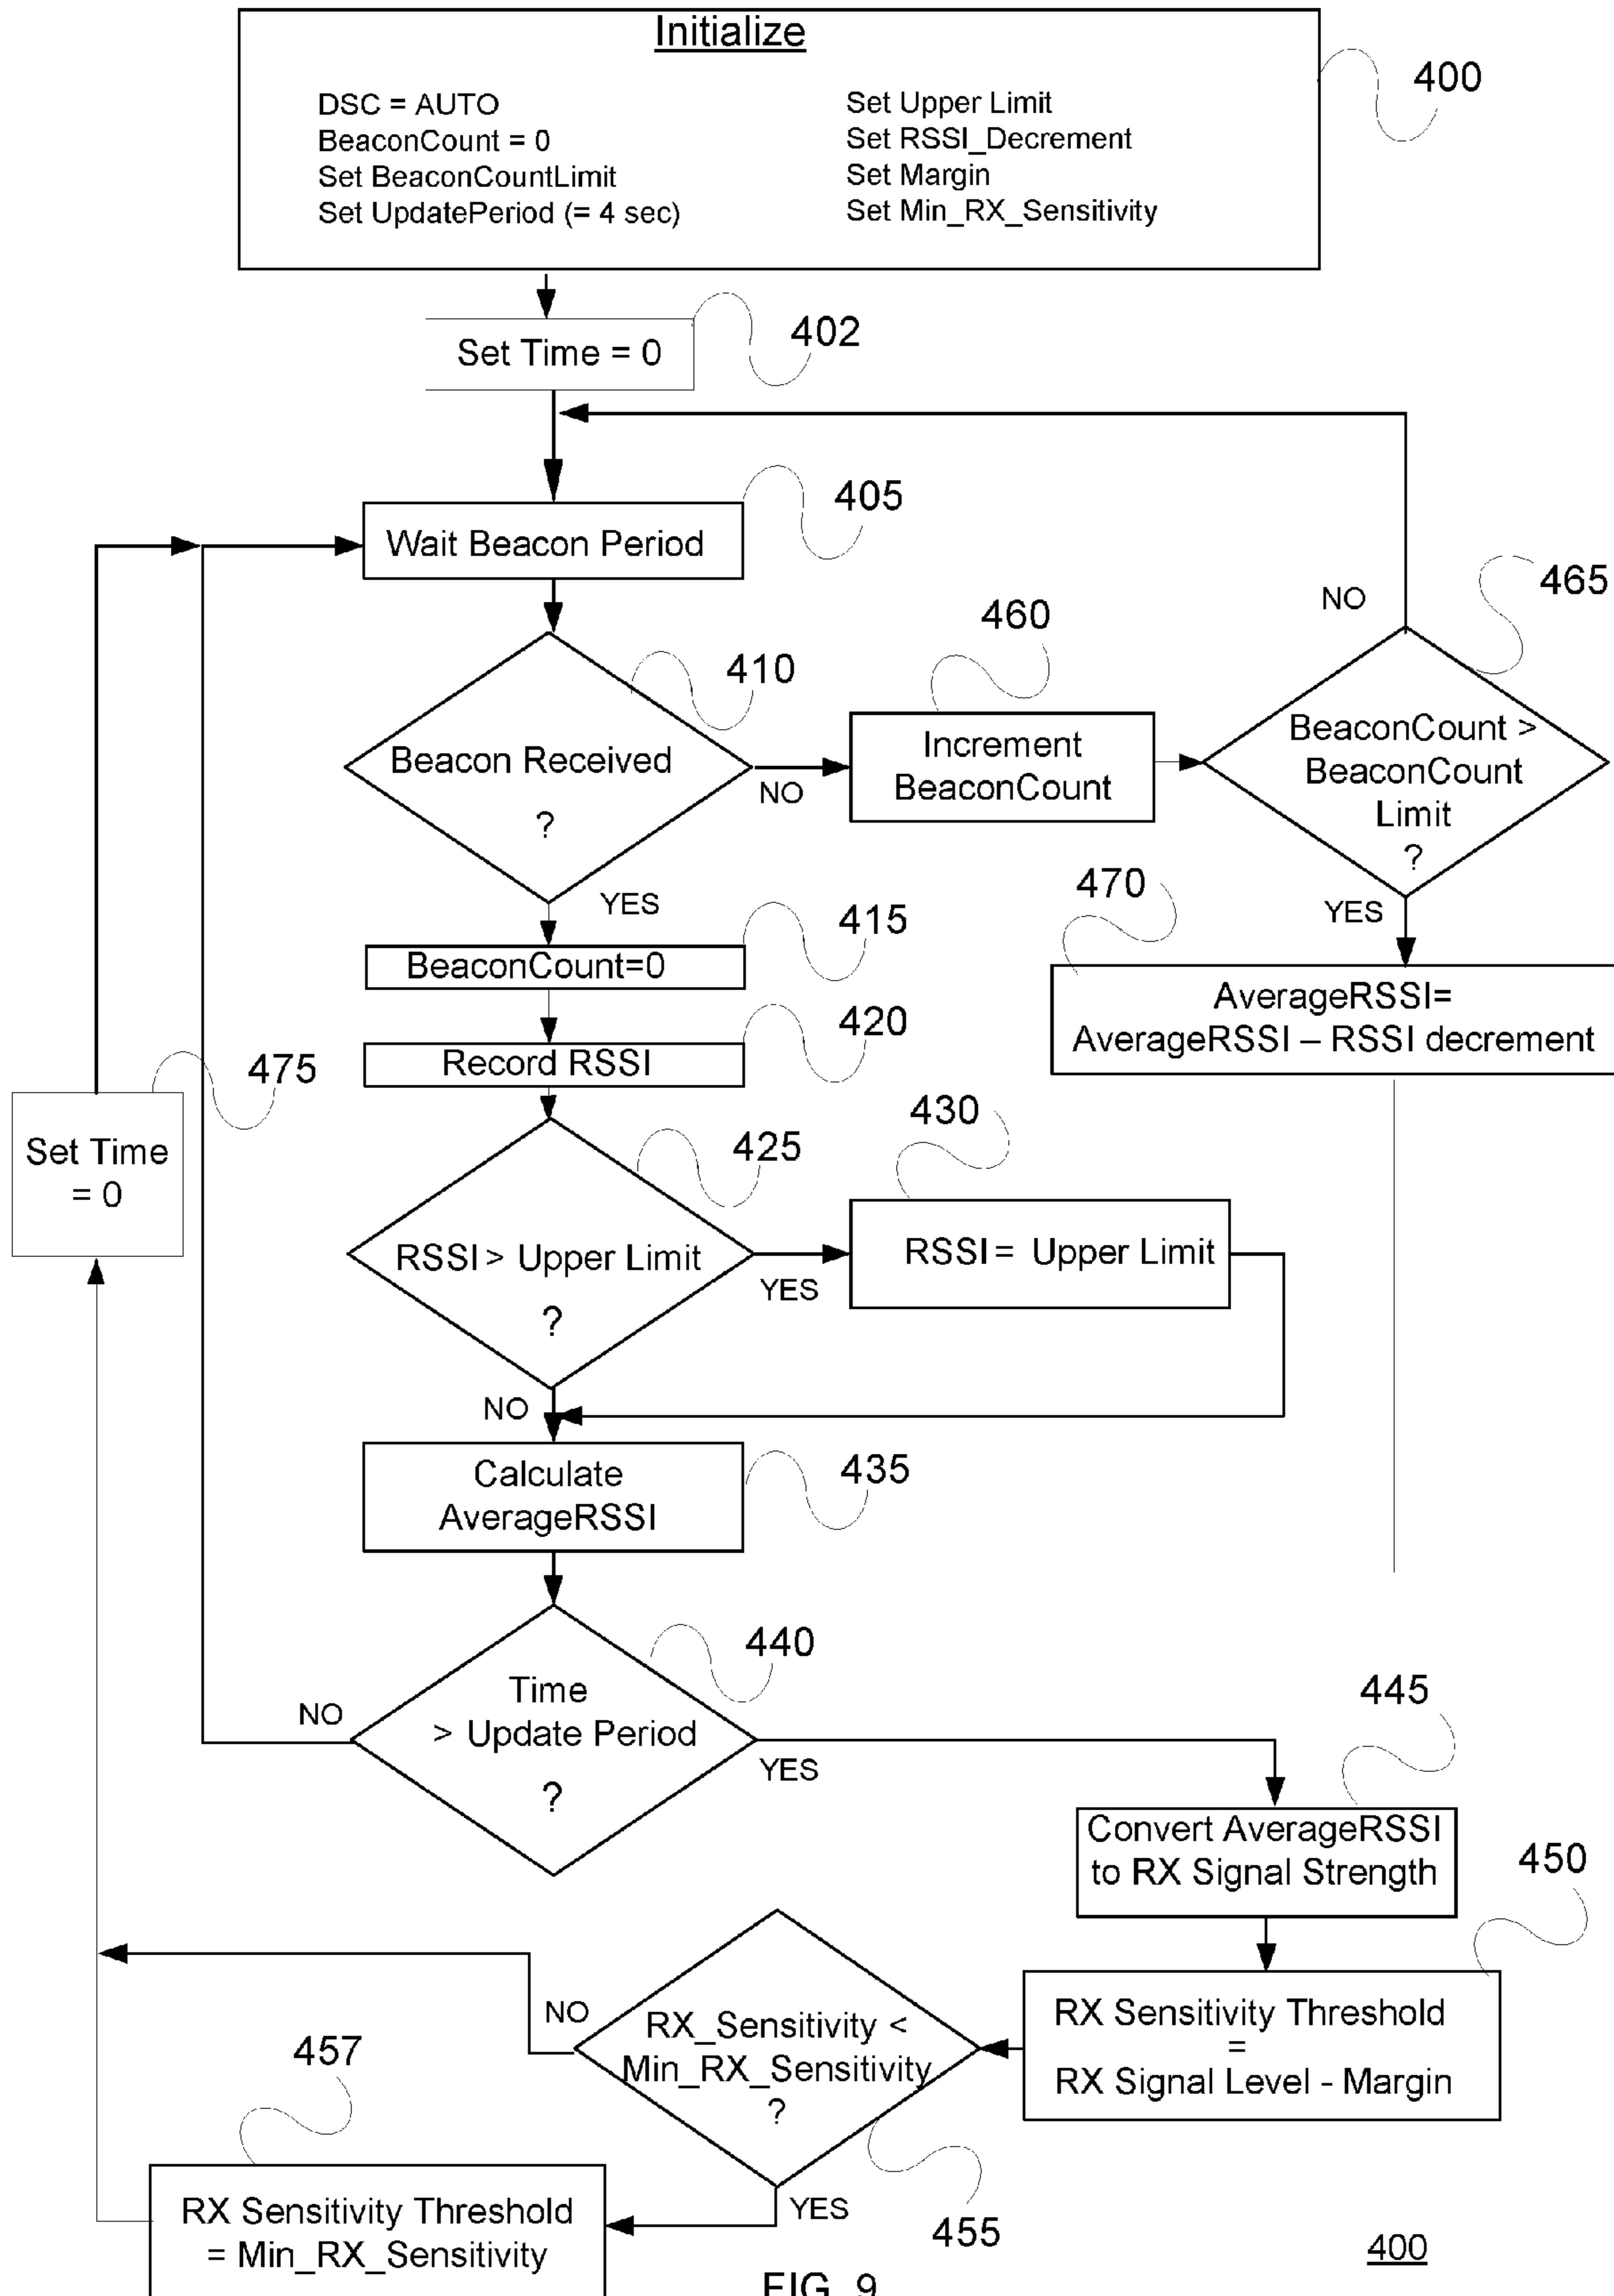 Initialize
DSC = AUTO
BeaconCount = 0
Set BeaconCountLimit
Set UpdatePeriod (= 4 sec)
Set Upper Limit
Set RSSI_Decrement
Set Margin
Set Min_RX_Sensitivity
400
Set Time = 0
402
Wait Beacon Period
405
Beacon Received
?
410
NO
YES
Increment
BeaconCount
460
BeaconCount >
BeaconCount
Limit
?
465
NO
YES
470
AverageRSSI=
AverageRSSI – RSSI decrement
BeaconCount=0
415
Record RSSI
420
Set Time
= 0
475
RSSI > Upper Limit
?
425
YES
NO
RSSI = Upper Limit
430
Calculate
AverageRSSI
435
Time
> Update Period
?
440
NO
YES
445
Convert AverageRSSI
to RX Signal Strength
450
RX Sensitivity Threshold
=
RX Signal Level - Margin
RX_Sensitivity <
Min_RX_Sensitivity
?
NO
YES
455
457
RX Sensitivity Threshold
= Min_RX_Sensitivity
400
FIG. 9